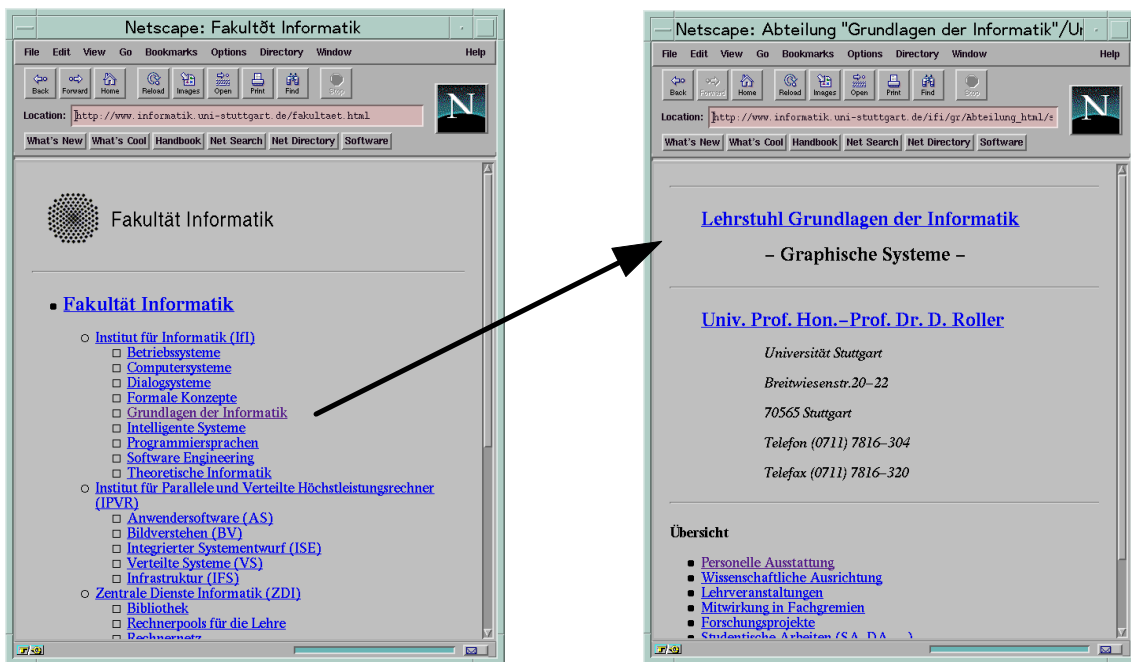 Netscape: Fakultðt Informatik
File Edit View Go Bookmarks Options Directory Window Help
Back Forward Home Reload Images Open Print Find Stop
Location: http://www.informatik.uni-stuttgart.de/fakultaet.html
N
What's New What's Cool Handbook Net Search Net Directory Software
Fakultät Informatik
Fakultät Informatik
Institut für Informatik (IfI)
Betriebssysteme
Computersysteme
Dialogsysteme
Formale Konzepte
Grundlagen der Informatik
Intelligente Systeme
Programmiersprachen
Software Engineering
Theoretische Informatik
Institut für Parallele und Verteilte Höchstleistungsrechner
(IPVR)
Anwendersoftware (AS)
Bildverstehen (BV)
Integrierter Systementwurf (ISE)
Verteilte Systeme (VS)
Infrastruktur (IFS)
Zentrale Dienste Informatik (ZDI)
Bibliothek
Rechnerpools für die Lehre
Rechnernetz
Netscape: Abteilung "Grundlagen der Informatik"/Ur
File Edit View Go Bookmarks Options Directory Window Help
Back Forward Home Reload Images Open Print Find Stop
Location: http://www.informatik.uni-stuttgart.de/ifi/gr/Abteilung_html/s
N
What's New What's Cool Handbook Net Search Net Directory Software
Lehrstuhl Grundlagen der Informatik
– Graphische Systeme –
Univ. Prof. Hon.–Prof. Dr. D. Roller
Universität Stuttgart
Breitwiesenstr.20–22
70565 Stuttgart
Telefon (0711) 7816–304
Telefax (0711) 7816–320
Übersicht
Personelle Ausstattung
Wissenschaftliche Ausrichtung
Lehrveranstaltungen
Mitwirkung in Fachgremien
Forschungsprojekte
Studentische Arbeiten (SA, DA, ...)